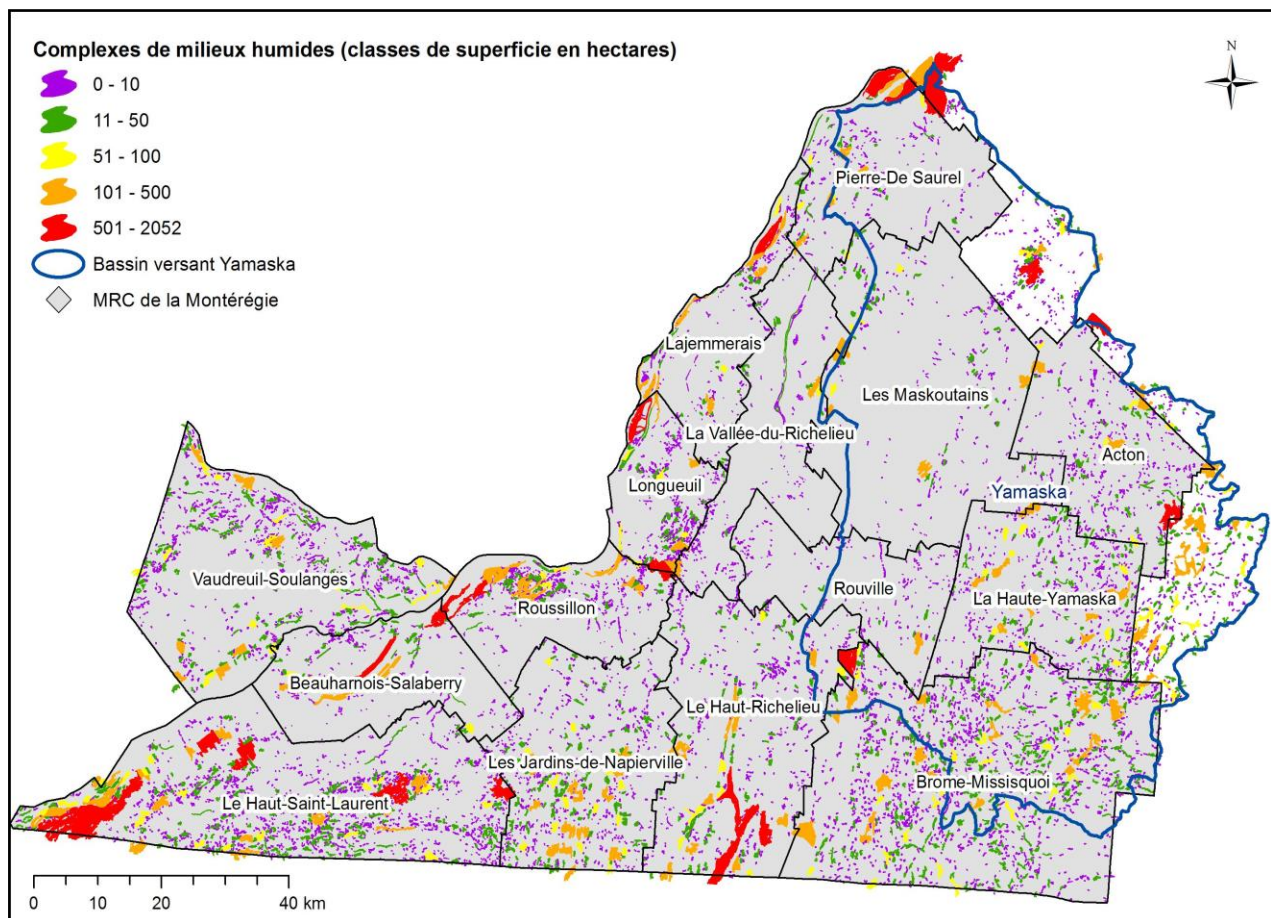 Complexes de milieux humides (classes de superficie en hectares)
0 - 10
11 - 50
51 - 100
101 - 500
501 - 2052
Bassin versant Yamaska
MRC de la Montérégie
N
Pierre-De Saurel
Lajemmerais
Les Maskoutains
La Vallée-du-Richelieu
Acton
Longueuil
Yamaska
Vaudreuil-Soulanges
Roussillon
Rouville
La Haute-Yamaska
Beauharnois-Salaberry
Le Haut-Richelieu
Les Jardins-de-Napierville
Brome-Missisquoi
Le Haut-Saint-Laurent
0 10 20 40 km